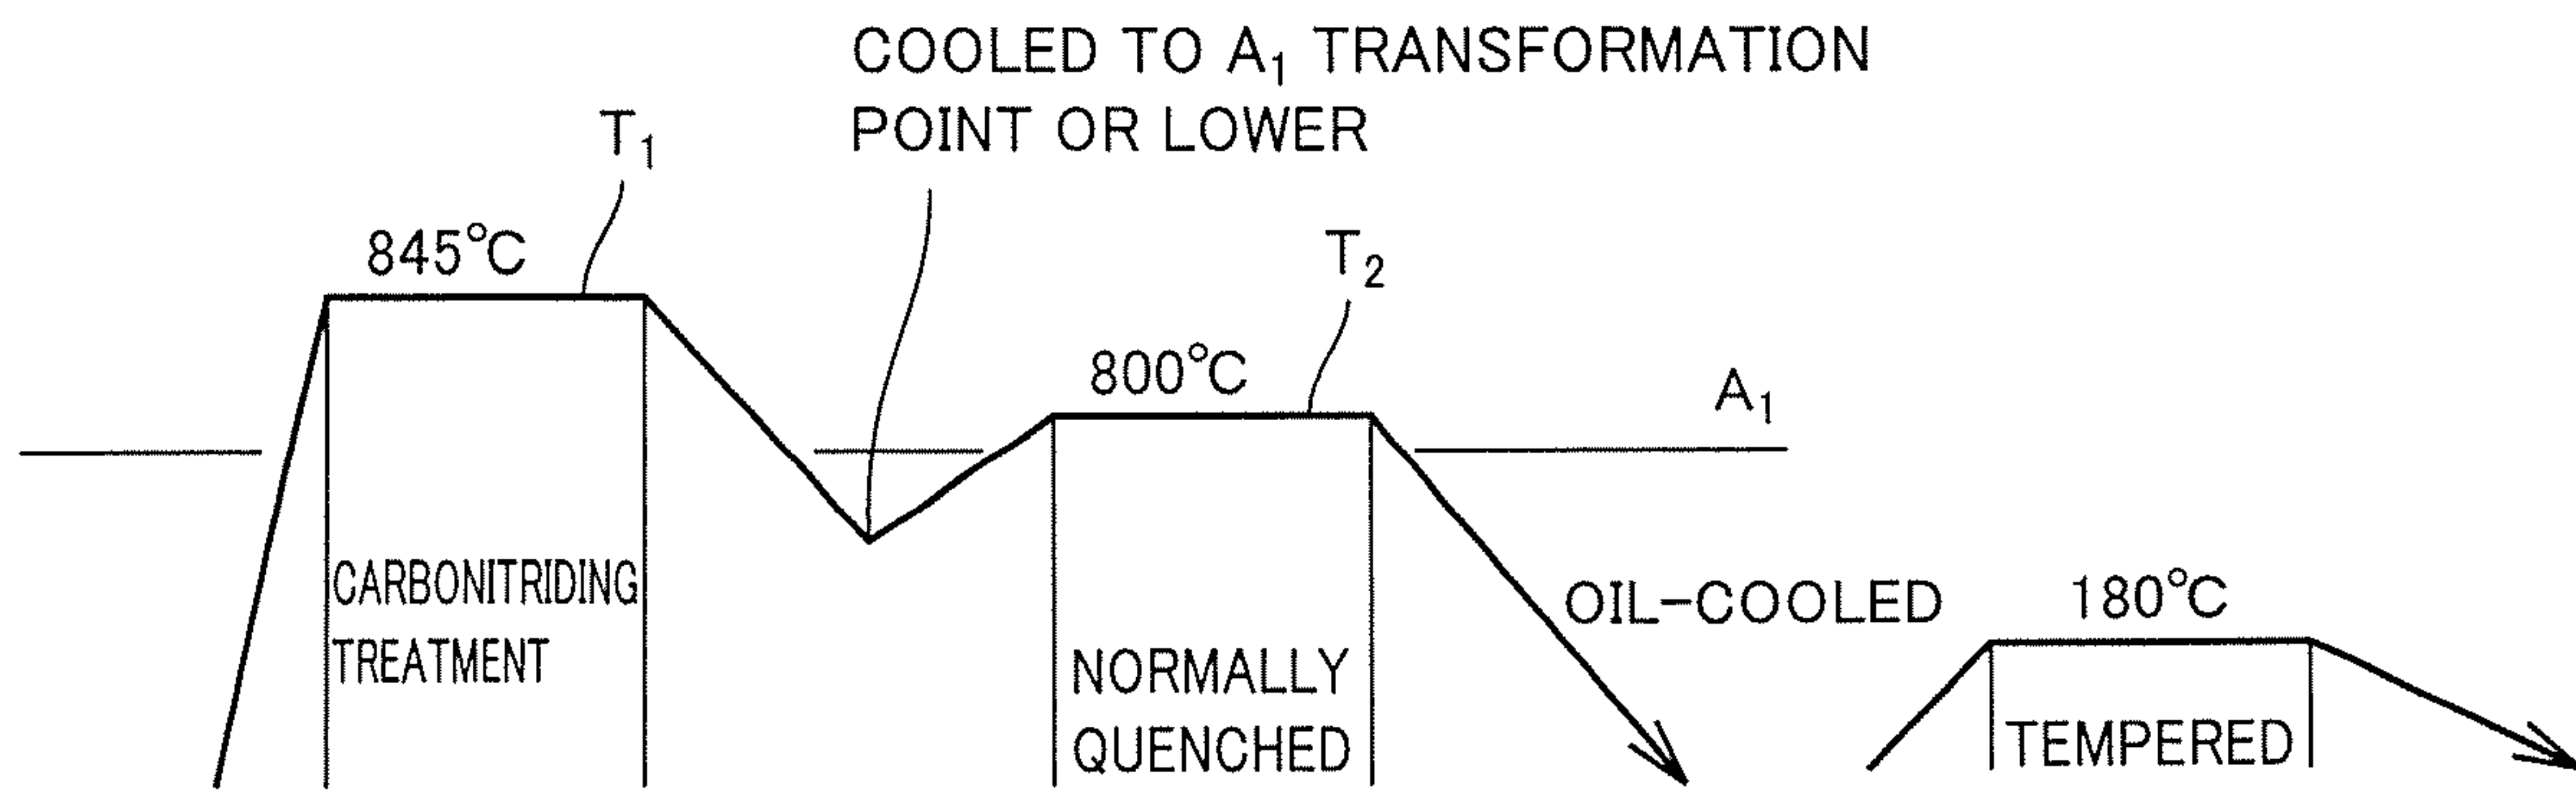 COOLED TO A₁ TRANSFORMATION
POINT OR LOWER
T₁
845°C
T₂
800°C
A₁
CARBONITRIDING
TREATMENT
OIL-COOLED
180°C
NORMALLY
QUENCHED
TEMPERED